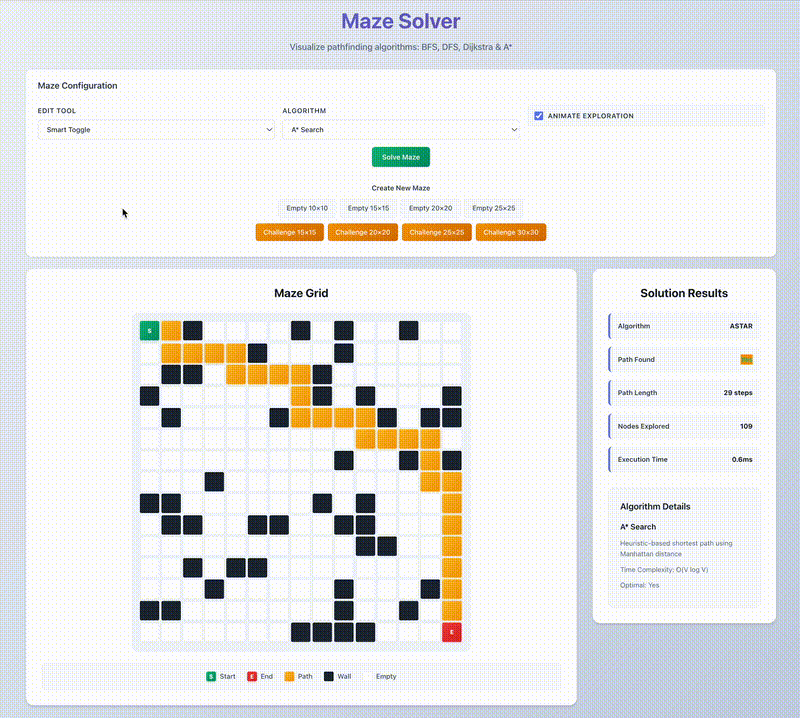 Maze Solver
Visualize pathfinding algorithms: BFS, DFS, Dijkstra & A*
Maze Configuration
EDIT TOOL
Smart Toggle
ALGORITHM
A* Search
ANIMATE EXPLORATION
Solve Maze
Create New Maze
Empty 10×10 Empty 15×15 Empty 20×20 Empty 25×25
Challenge 15×15 Challenge 20×20 Challenge 25×25 Challenge 30×30
Maze Grid
S
E
S Start E End Path Wall Empty
Solution Results
Algorithm ASTAR
Path Found
Path Length 29 steps
Nodes Explored 109
Execution Time 0.6ms
Algorithm Details
A* Search
Heuristic-based shortest path using
Manhattan distance
Time Complexity: O(V log V)
Optimal: Yes